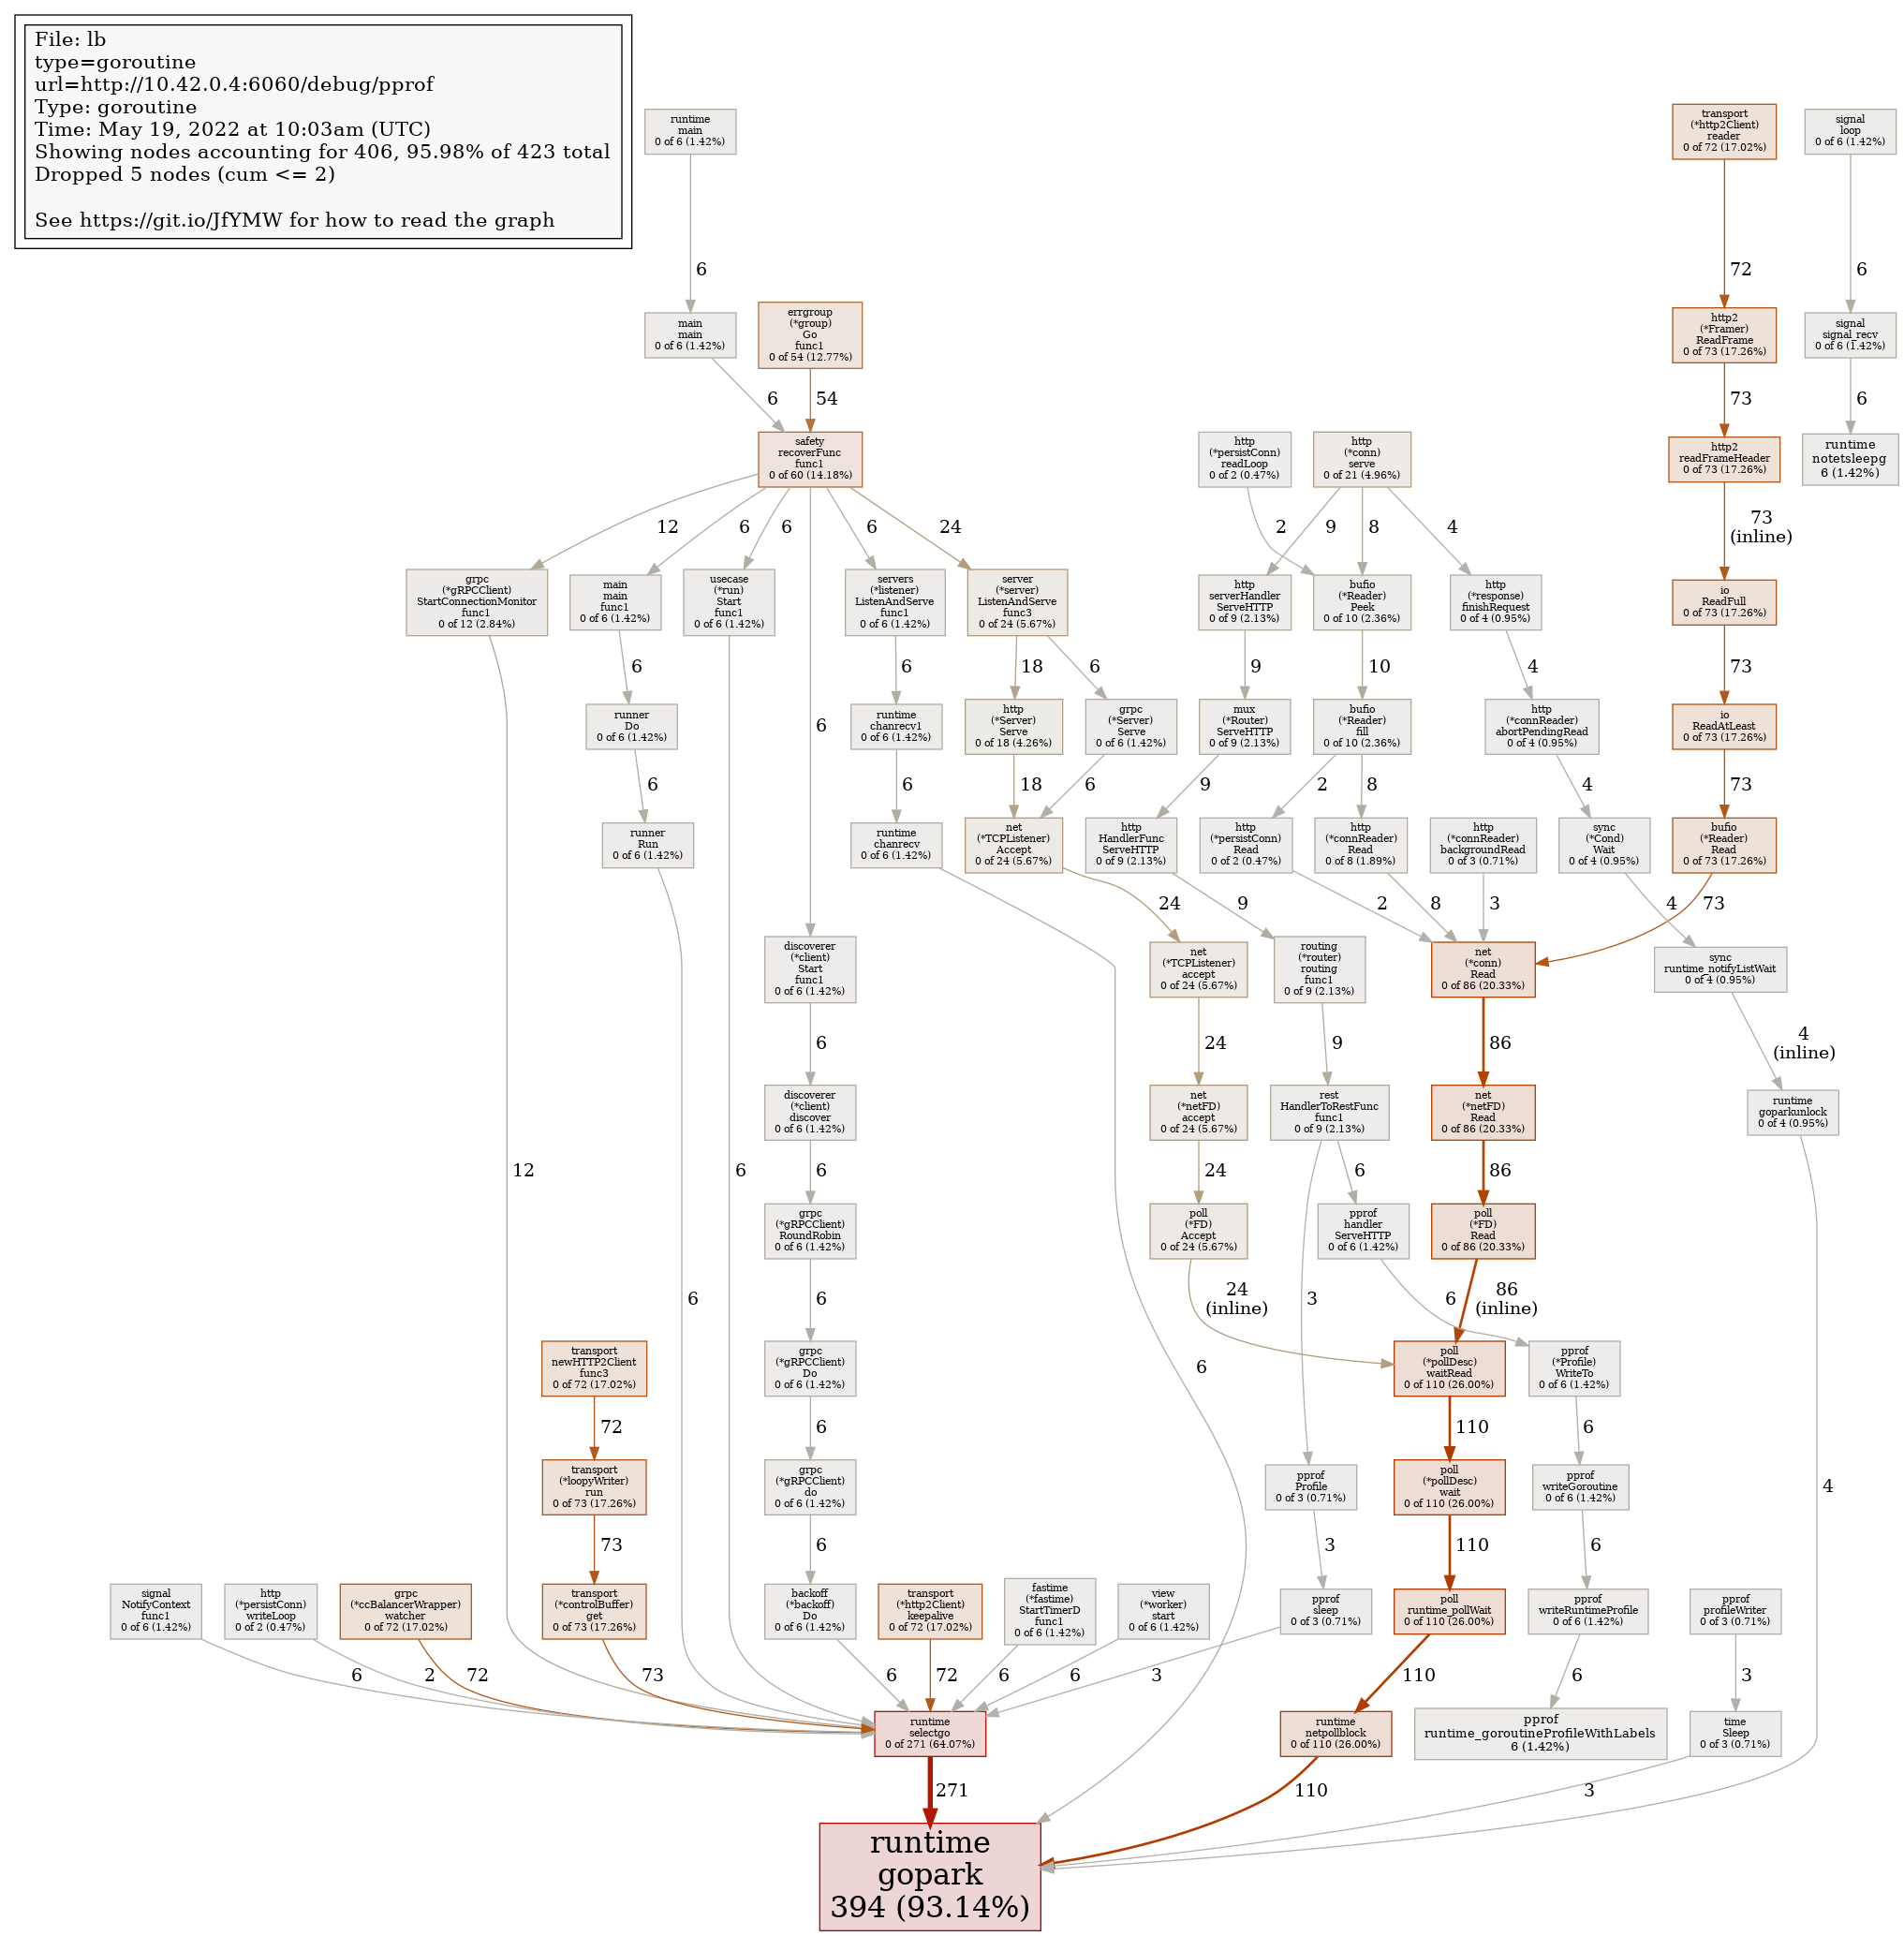 File: lb
type=goroutine
url=http://10.42.0.4:6060/debug/pprof
Type: goroutine
Time: May 19, 2022 at 10:03am (UTC)
Showing nodes accounting for 406, 95.98% of 423 total
Dropped 5 nodes (cum <= 2)
See https://git.io/JfYMW for how to read the graph
runtime
main
0 of 6 (1.42%)
transport
(*http2Client)
reader
0 of 72 (17.02%)
signal
loop
0 of 6 (1.42%)
6
72
6
main
main
0 of 6 (1.42%)
errgroup
(*group)
Go
func1
0 of 54 (12.77%)
http2
(*Framer)
ReadFrame
0 of 73 (17.26%)
signal
signal_recv
0 of 6 (1.42%)
6
54
73
6
safety
recoverFunc
func1
0 of 60 (14.18%)
http
(*persistConn)
readLoop
0 of 2 (0.47%)
http
(*conn)
serve
0 of 21 (4.96%)
http2
readFrameHeader
0 of 73 (17.26%)
runtime
notetsleepg
6 (1.42%)
12
6
6
6
24
2
9
8
4
73
(inline)
grpc
(*gRPCClient)
StartConnectionMonitor
func1
0 of 12 (2.84%)
main
main
func1
0 of 6 (1.42%)
usecase
(*run)
Start
func1
0 of 6 (1.42%)
servers
(*listener)
ListenAndServe
func1
0 of 6 (1.42%)
server
(*server)
ListenAndServe
func3
0 of 24 (5.67%)
http
serverHandler
ServeHTTP
0 of 9 (2.13%)
bufio
(*Reader)
Peek
0 of 10 (2.36%)
http
(*response)
finishRequest
0 of 4 (0.95%)
io
ReadFull
0 of 73 (17.26%)
6
6
18
6
9
10
4
73
runner
Do
0 of 6 (1.42%)
6
runtime
chanrecv1
0 of 6 (1.42%)
http
(*Server)
Serve
0 of 18 (4.26%)
grpc
(*Server)
Serve
0 of 6 (1.42%)
mux
(*Router)
ServeHTTP
0 of 9 (2.13%)
bufio
(*Reader)
fill
0 of 10 (2.36%)
http
(*connReader)
abortPendingRead
0 of 4 (0.95%)
io
ReadAtLeast
0 of 73 (17.26%)
6
6
18
6
9
2
8
4
73
runner
Run
0 of 6 (1.42%)
runtime
chanrecv
0 of 6 (1.42%)
net
(*TCPListener)
Accept
0 of 24 (5.67%)
http
HandlerFunc
ServeHTTP
0 of 9 (2.13%)
http
(*persistConn)
Read
0 of 2 (0.47%)
http
(*connReader)
Read
0 of 8 (1.89%)
http
(*connReader)
backgroundRead
0 of 3 (0.71%)
sync
(*Cond)
Wait
0 of 4 (0.95%)
bufio
(*Reader)
Read
0 of 73 (17.26%)
24
9
2
8
3
4
73
discoverer
(*client)
Start
func1
0 of 6 (1.42%)
net
(*TCPListener)
accept
0 of 24 (5.67%)
routing
(*router)
routing
func1
0 of 9 (2.13%)
net
(*conn)
Read
0 of 86 (20.33%)
sync
runtime_notifyListWait
0 of 4 (0.95%)
6
24
9
86
4
(inline)
discoverer
(*client)
discover
0 of 6 (1.42%)
net
(*netFD)
accept
0 of 24 (5.67%)
rest
HandlerToRestFunc
func1
0 of 9 (2.13%)
net
(*netFD)
Read
0 of 86 (20.33%)
runtime
goparkunlock
0 of 4 (0.95%)
12
6
6
24
6
86
grpc
(*gRPCClient)
RoundRobin
0 of 6 (1.42%)
poll
(*FD)
Accept
0 of 24 (5.67%)
pprof
handler
ServeHTTP
0 of 6 (1.42%)
poll
(*FD)
Read
0 of 86 (20.33%)
6
6
24
(inline)
3
6
86
(inline)
transport
newHTTP2Client
func3
0 of 72 (17.02%)
grpc
(*gRPCClient)
Do
0 of 6 (1.42%)
6
poll
(*pollDesc)
waitRead
0 of 110 (26.00%)
pprof
(*Profile)
WriteTo
0 of 6 (1.42%)
72
6
110
6
transport
(*loopyWriter)
run
0 of 73 (17.26%)
grpc
(*gRPCClient)
do
0 of 6 (1.42%)
pprof
Profile
0 of 3 (0.71%)
poll
(*pollDesc)
wait
0 of 110 (26.00%)
pprof
writeGoroutine
0 of 6 (1.42%)
4
73
6
3
110
6
signal
NotifyContext
func1
0 of 6 (1.42%)
http
(*persistConn)
writeLoop
0 of 2 (0.47%)
grpc
(*ccBalancerWrapper)
watcher
0 of 72 (17.02%)
transport
(*controlBuffer)
get
0 of 73 (17.26%)
backoff
(*backoff)
Do
0 of 6 (1.42%)
transport
(*http2Client)
keepalive
0 of 72 (17.02%)
fastime
(*fastime)
StartTimerD
func1
0 of 6 (1.42%)
view
(*worker)
start
0 of 6 (1.42%)
pprof
sleep
0 of 3 (0.71%)
poll
runtime_pollWait
0 of 110 (26.00%)
pprof
writeRuntimeProfile
0 of 6 (1.42%)
pprof
profileWriter
0 of 3 (0.71%)
6
2
72
73
6
72
6
6
3
110
6
3
runtime
selectgo
0 of 271 (64.07%)
runtime
netpollblock
0 of 110 (26.00%)
pprof
runtime_goroutineProfileWithLabels
6 (1.42%)
time
Sleep
0 of 3 (0.71%)
271
110
3
runtime
gopark
394 (93.14%)